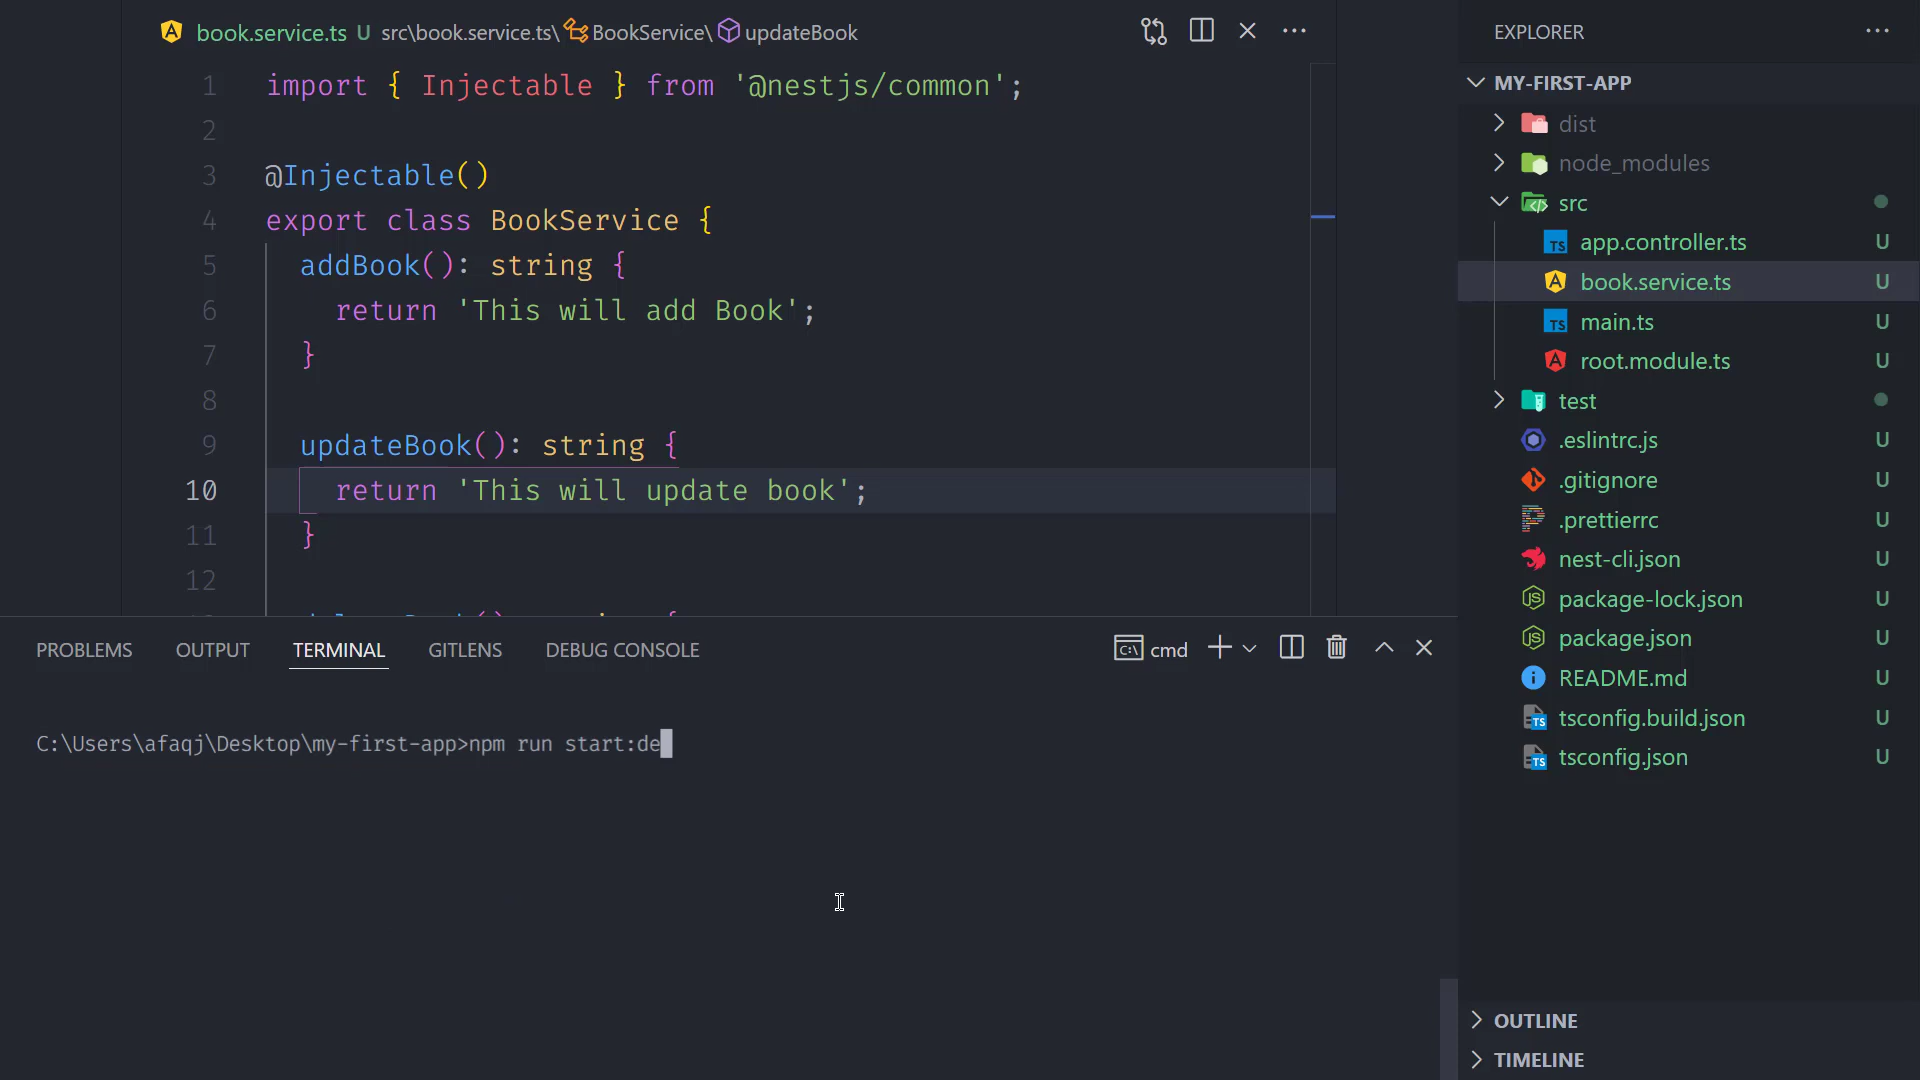 book.service.ts U src\book.service.ts\ BookService\ updateBook
1 import { Injectable } from '@nestjs/common';
2
3 @Injectable()
4 export class BookService {
5 addBook(): string {
6 return 'This will add Book';
7 }
8
9 updateBook(): string {
10 return 'This will update book';
11 }
12
PROBLEMS OUTPUT TERMINAL GITLENS DEBUG CONSOLE cmd
C:\Users\afaqj\Desktop\my-first-app>npm run start:de
EXPLORER
MY-FIRST-APP
dist
node_modules
src
app.controller.ts U
book.service.ts U
main.ts U
root.module.ts U
test
.eslintrc.js U
.gitignore U
.prettierrc U
nest-cli.json U
package-lock.json U
package.json U
README.md U
tsconfig.build.json U
tsconfig.json U
OUTLINE
TIMELINE